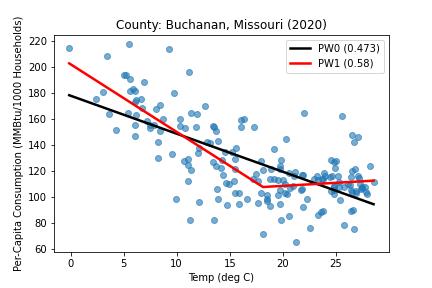 County: Buchanan, Missouri (2020)
Per-Capita Consumption (MMBtu/1000 Households)
220
200
180
160
140
120
100
80
60
PW0 (0.473)
PW1 (0.58)
0 5 10 15 20 25
Temp (deg C)